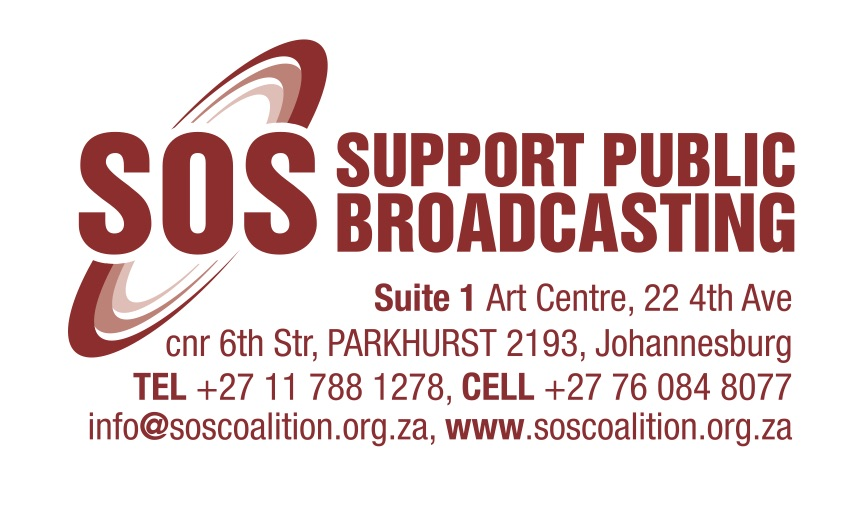 SOS SUPPORT PUBLIC
BROADCASTING
Suite 1 Art Centre, 22 4th Ave
cnr 6th Str, PARKHURST 2193, Johannesburg
TEL +27 11 788 1278, CELL +27 76 084 8077
info@soscoalition.org.za, www.soscoalition.org.za